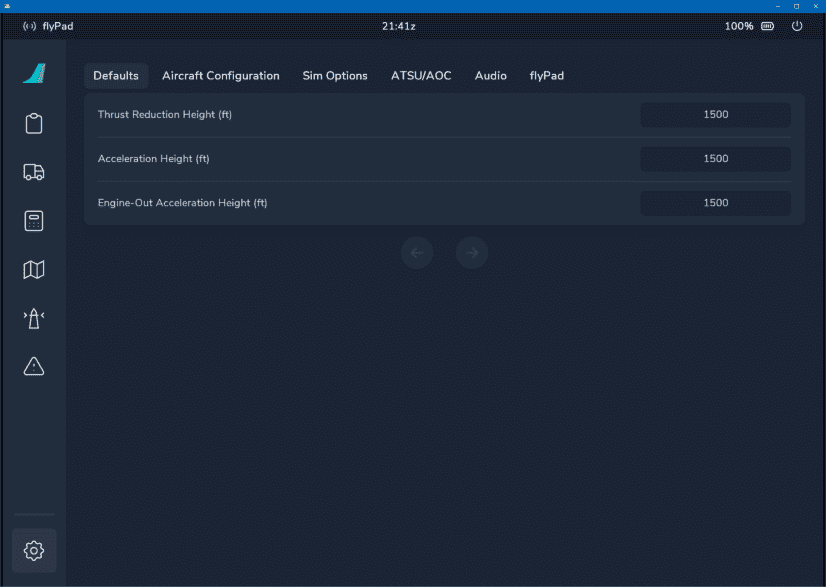 flyPad 21:41z 100%
Defaults Aircraft Configuration Sim Options ATSU/AOC Audio flyPad
Thrust Reduction Height (ft) 1500
Acceleration Height (ft) 1500
Engine-Out Acceleration Height (ft) 1500